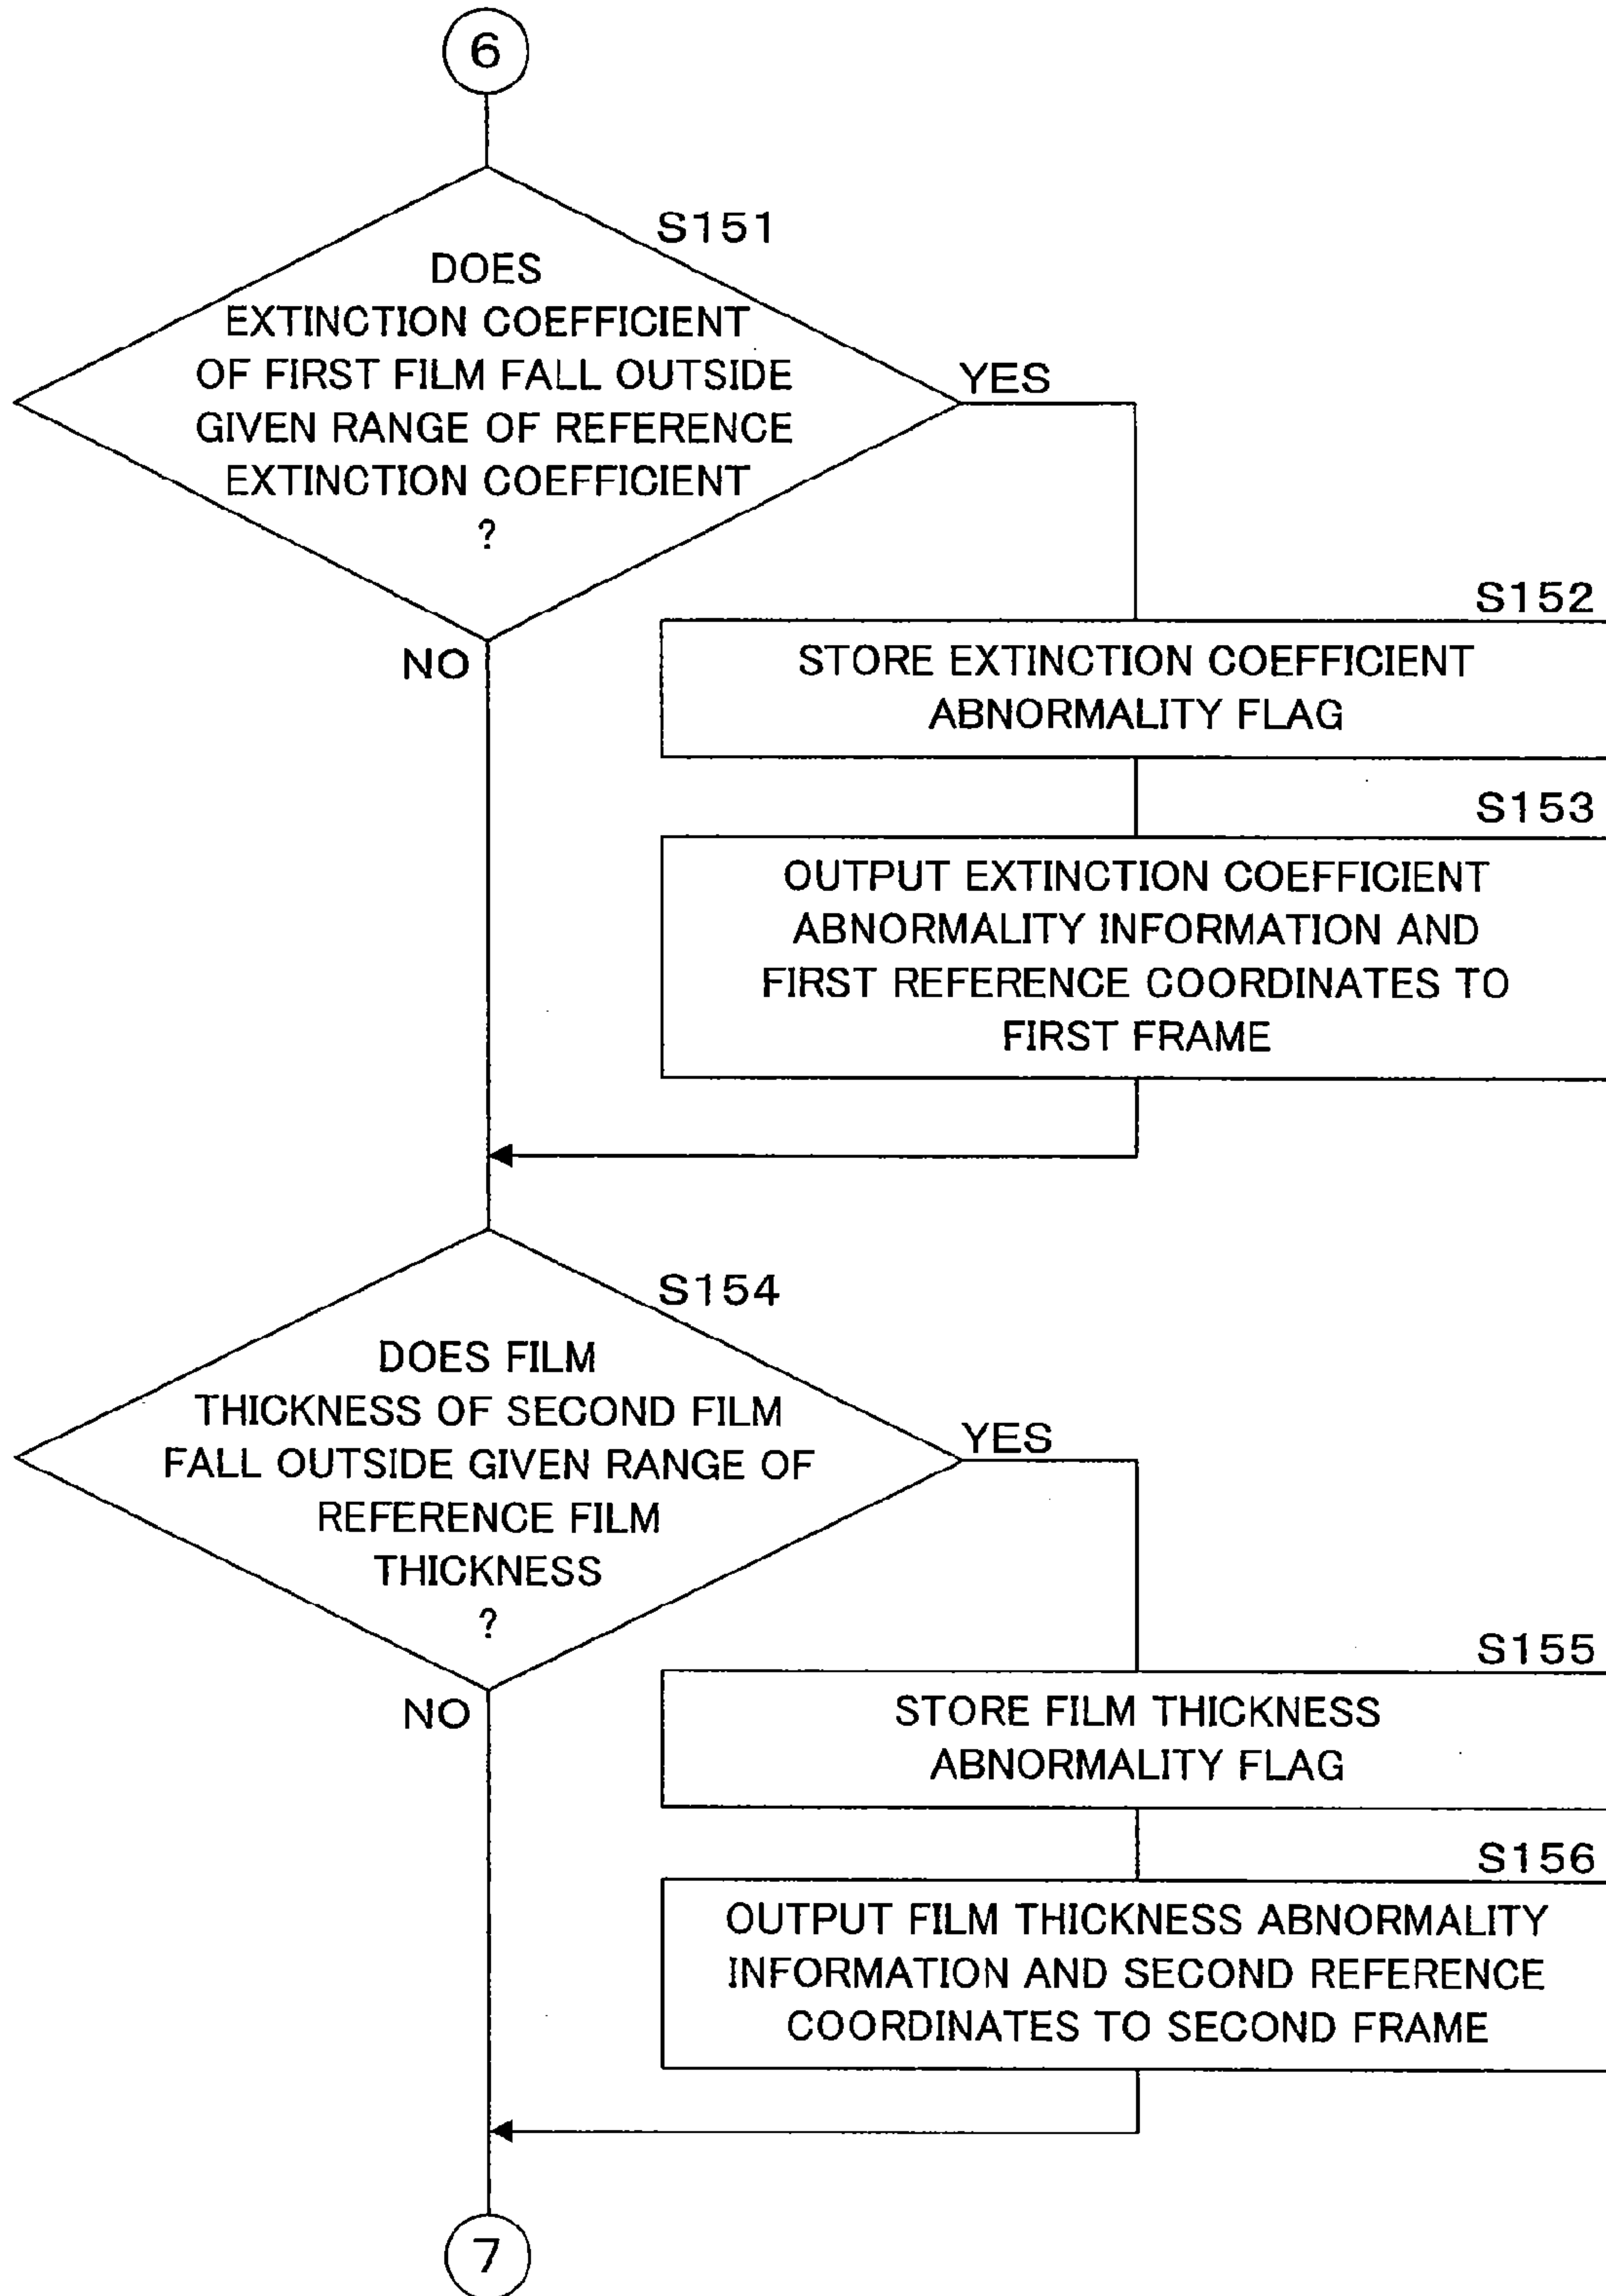 6
S151
DOES
EXTINCTION COEFFICIENT
OF FIRST FILM FALL OUTSIDE
GIVEN RANGE OF REFERENCE
EXTINCTION COEFFICIENT
?
YES
NO
S152
STORE EXTINCTION COEFFICIENT
ABNORMALITY FLAG
S153
OUTPUT EXTINCTION COEFFICIENT
ABNORMALITY INFORMATION AND
FIRST REFERENCE COORDINATES TO
FIRST FRAME
S154
DOES FILM
THICKNESS OF SECOND FILM
FALL OUTSIDE GIVEN RANGE OF
REFERENCE FILM
THICKNESS
?
YES
NO
S155
STORE FILM THICKNESS
ABNORMALITY FLAG
S156
OUTPUT FILM THICKNESS ABNORMALITY
INFORMATION AND SECOND REFERENCE
COORDINATES TO SECOND FRAME
7